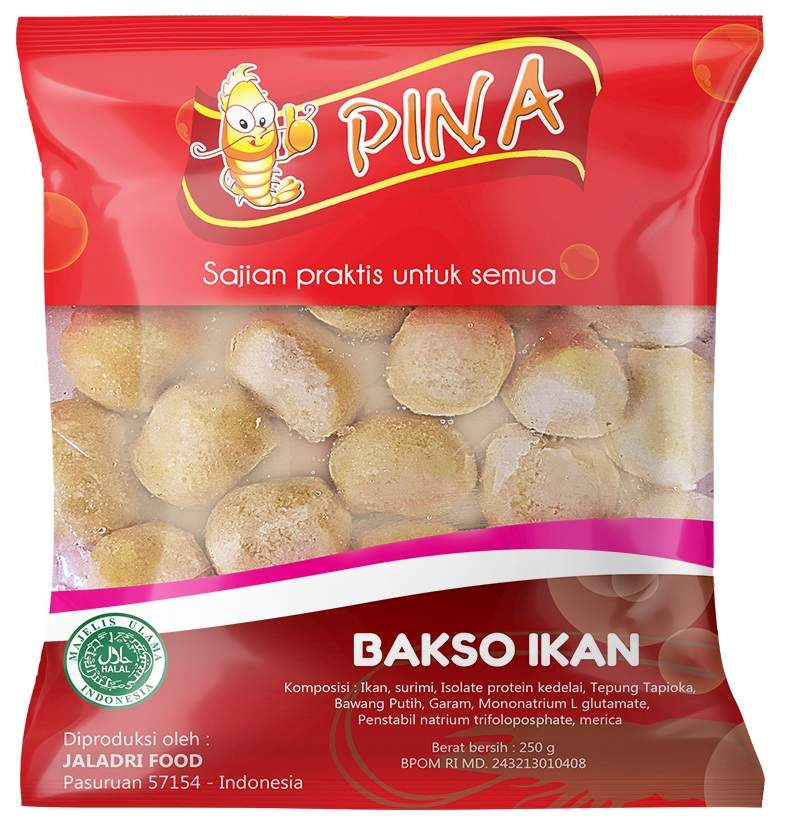 PINA
Sajian praktis untuk semua
MAJELIS ULAMA
حلال
HALAL
INDONESIA
BAKSO IKAN
Komposisi : Ikan, surimi, Isolate protein kedelai, Tepung Tapioka,
Bawang Putih, Garam, Mononatrium L glutamate,
Penstabil natrium trifoloposphate, merica
Berat bersih : 250 g
BPOM RI MD. 243213010408
Diproduksi oleh :
JALADRI FOOD
Pasuruan 57154 - Indonesia